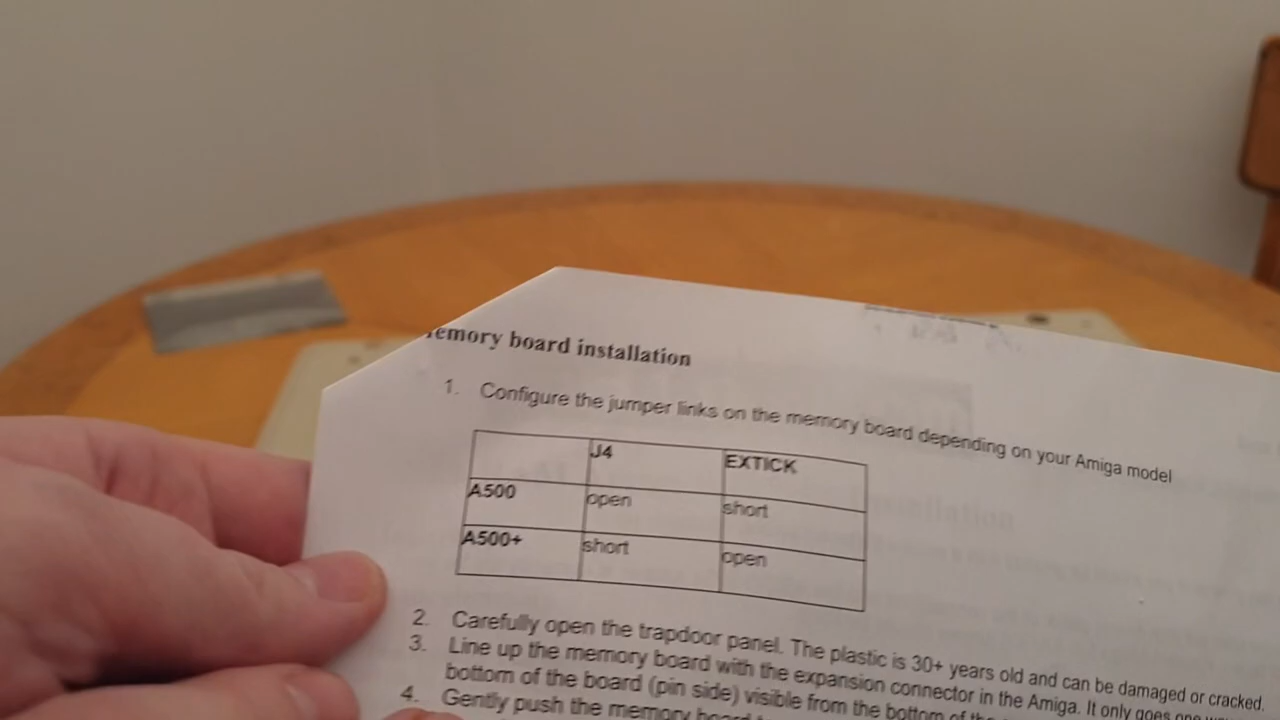 emory board installation
1. Configure the jumper links on the memory board depending on your Amiga model
J4 EXTICK
A500 open short
A500+ short open
2. Carefully open the trapdoor panel. The plastic is 30+ years old and can be damaged or cracked.
3. Line up the memory board with the expansion connector in the Amiga. It only goes one
bottom of the board (pin side) visible from the bottom of the
4. Gently push the memory board